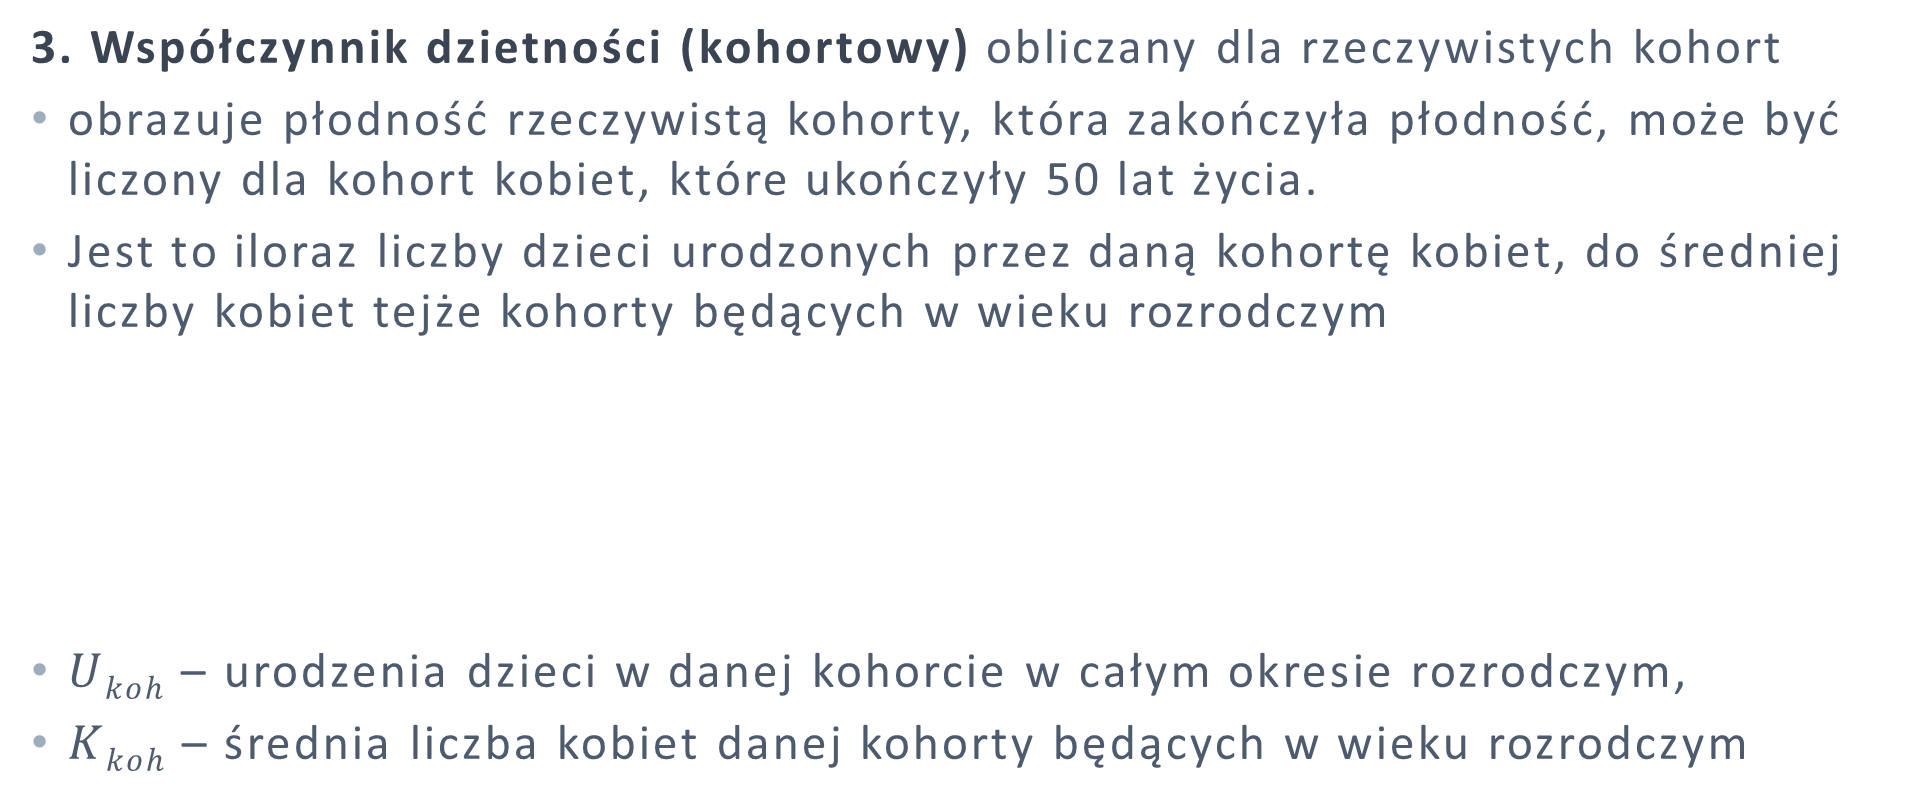 3. Współczynnik dzietności (kohortowy) obliczany dla rzeczywistych kohort
• obrazuje płodność rzeczywistą kohorty, która zakończyła płodność, może być
liczony dla kohort kobiet, które ukończyły 50 lat życia.
• Jest to iloraz liczby dzieci urodzonych przez daną kohortę kobiet, do średniej
liczby kobiet tejże kohorty będących w wieku rozrodczym
• U_koh – urodzenia dzieci w danej kohorcie w całym okresie rozrodczym,
• K_koh – średnia liczba kobiet danej kohorty będących w wieku rozrodczym